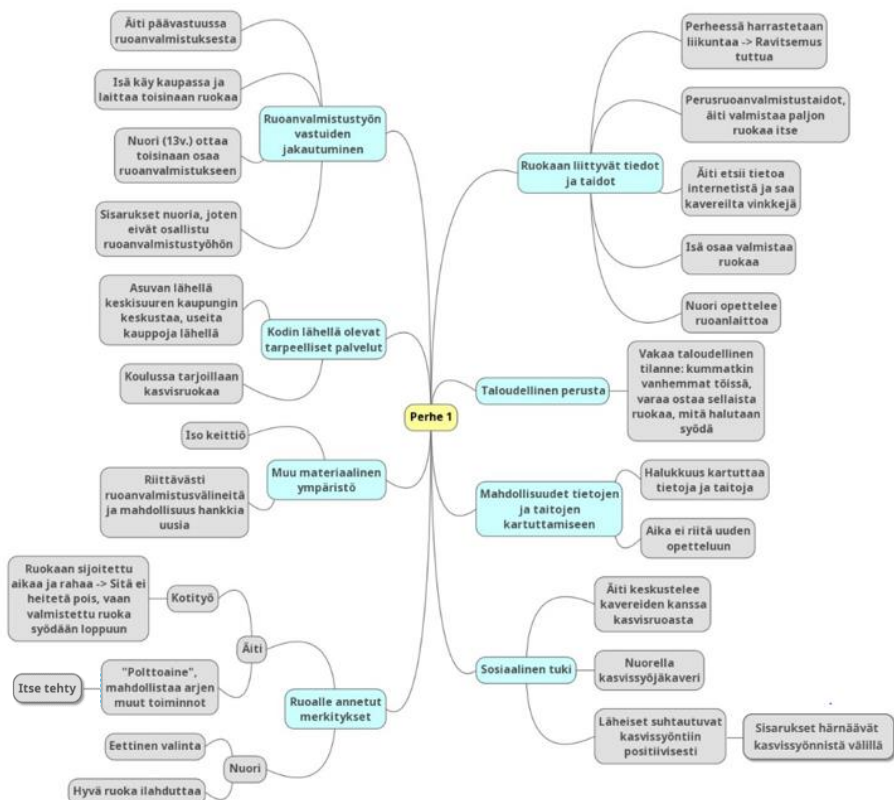 Äiti päävastuussa
ruoanvalmistuksesta
Isä käy kaupassa ja
laittaa toisinaan ruokaa
Nuori (13v.) ottaa
toisinaan osaa
ruoanvalmistukseen
Sisarukset nuoria, joten
eivät osallistu
ruoanvalmistustyöhön
Ruoanvalmistustyön
vastuiden
jakautuminen
Asuvan lähellä
keskisuuren kaupungin
keskustaa, useita
kauppoja lähellä
Koulussa tarjoillaan
kasvisruokaa
Kodin lähellä olevat
tarpeelliset palvelut
Iso keittiö
Riittävästi
ruoanvalmistusvälineitä
ja mahdollisuus hankkia
uusia
Muu materiaalinen
ympäristö
Ruokaan sijoitettu
aikaa ja rahaa -> Sitä ei
heitetä pois, vaan
valmistettu ruoka
syödään loppuun
Kotityö
Äiti
Itse tehty
"Polttoaine",
mahdollistaa arjen
muut toiminnot
Ruoalle annetut
merkitykset
Eettinen valinta
Nuori
Hyvä ruoka ilahduttaa
Perhe 1
Ruokaan liittyvät tiedot
ja taidot
Perheessä harrastetaan
liikuntaa -> Ravitsemus
tuttua
Perusruoanvalmistustaidot,
äiti valmistaa paljon
ruokaa itse
Äiti etsii tietoa
internetistä ja saa
kavereilta vinkkejä
Isä osaa valmistaa
ruokaa
Nuori opettelee
ruoanlaittoa
Taloudellinen perusta
Vakaa taloudellinen
tilanne: kummatkin
vanhemmat töissä,
varaa ostaa sellaista
ruokaa, mitä halutaan
syödä
Mahdollisuudet tietojen
ja taitojen
kartuttamiseen
Halukkuus kartuttaa
tietoja ja taitoja
Aika ei riitä uuden
opetteluun
Sosiaalinen tuki
Äiti keskustelee
kavereiden kanssa
kasvisruoasta
Nuorella
kasvissyöjäkaveri
Läheiset suhtautuvat
kasvissyöntiin
positiivisesti
Sisarukset härnäävät
kasvissyönnistä välillä